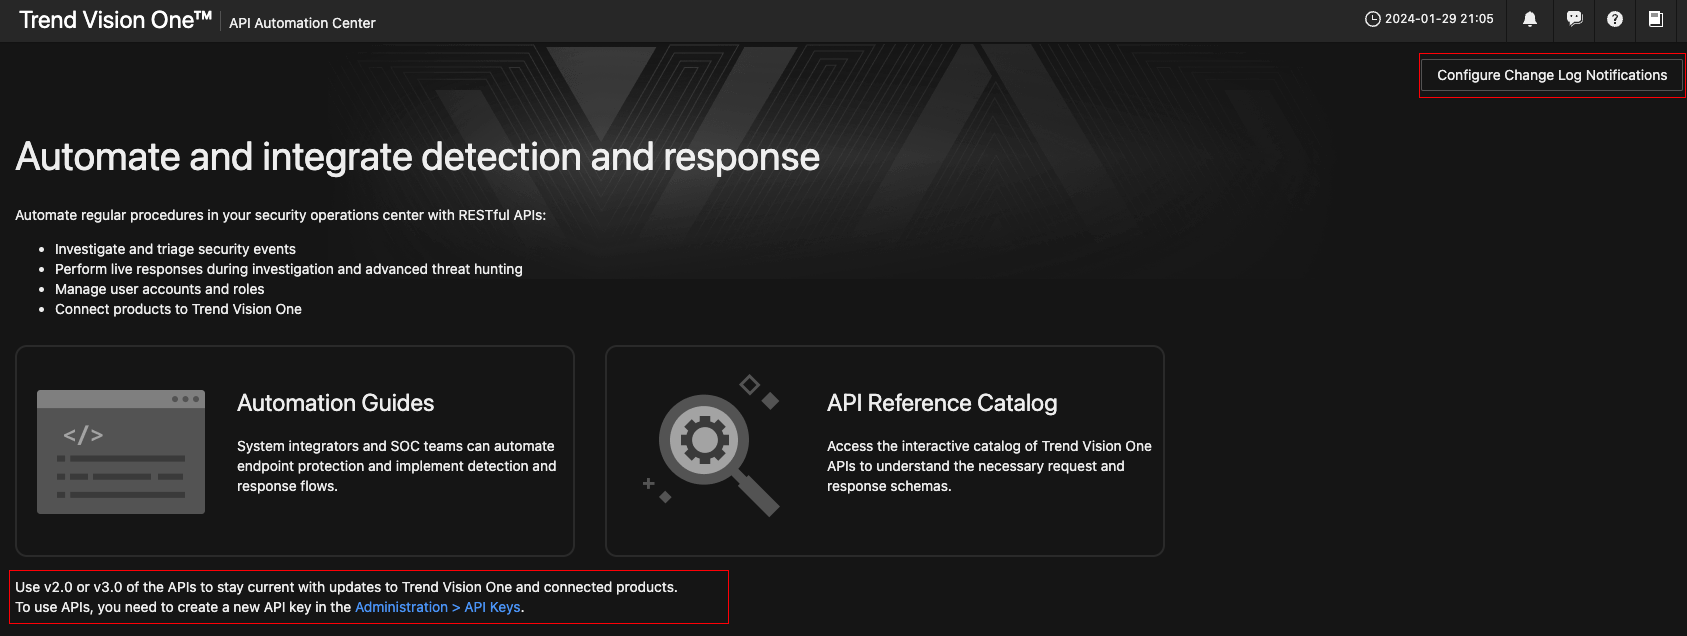 Trend Vision One™ API Automation Center 2024-01-29 21:05
Configure Change Log Notifications
Automate and integrate detection and response
Automate regular procedures in your security operations center with RESTful APIs:
• Investigate and triage security events
• Perform live responses during investigation and advanced threat hunting
• Manage user accounts and roles
• Connect products to Trend Vision One
</>
Automation Guides
System integrators and SOC teams can automate
endpoint protection and implement detection and
response flows.
API Reference Catalog
Access the interactive catalog of Trend Vision One
APIs to understand the necessary request and
response schemas.
Use v2.0 or v3.0 of the APIs to stay current with updates to Trend Vision One and connected products.
To use APIs, you need to create a new API key in the Administration > API Keys.